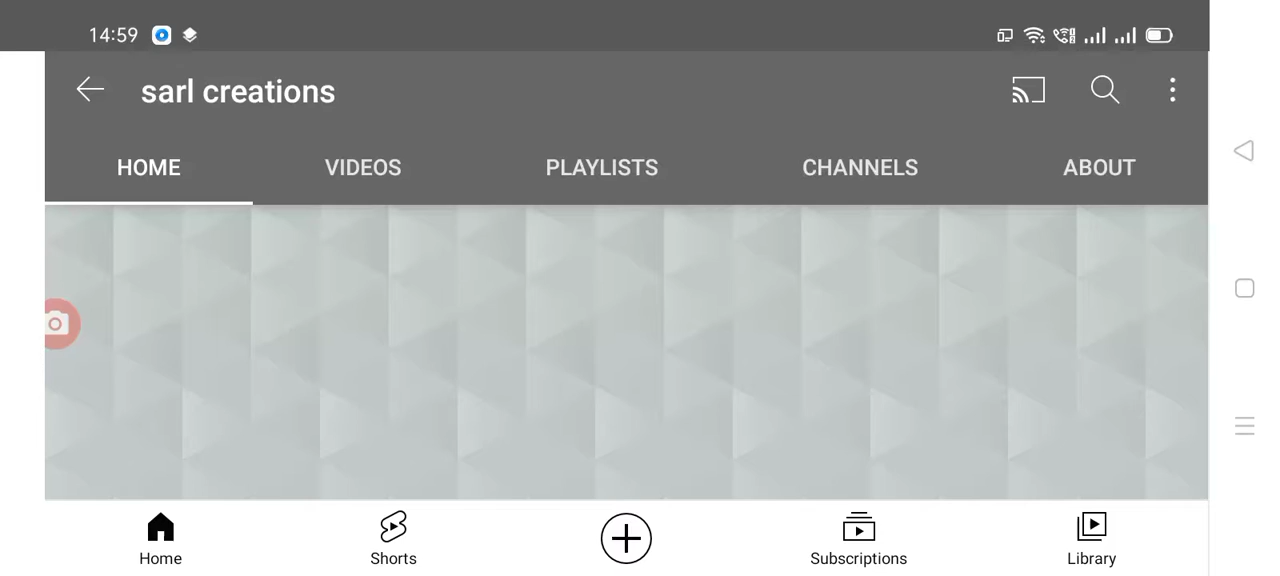 14:59
sarl creations
HOME VIDEOS PLAYLISTS CHANNELS ABOUT
Home Shorts Subscriptions Library